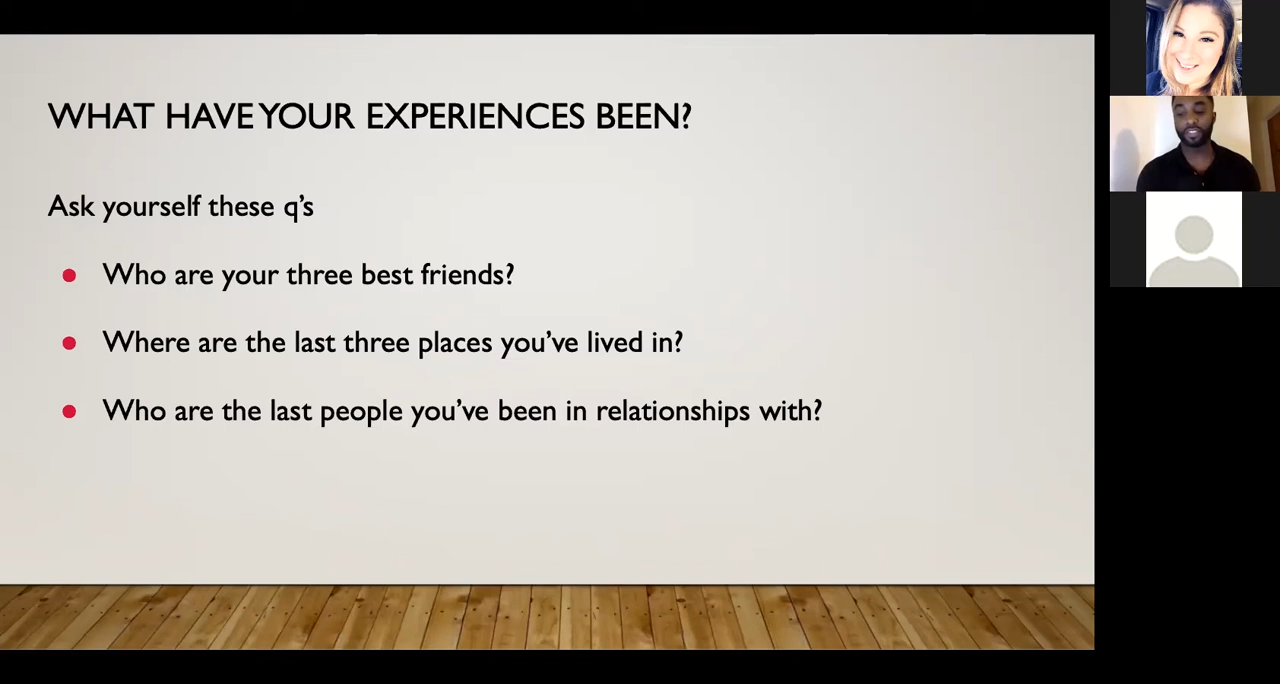 WHAT HAVE YOUR EXPERIENCES BEEN?
Ask yourself these q's
Who are your three best friends?
Where are the last three places you've lived in?
Who are the last people you've been in relationships with?